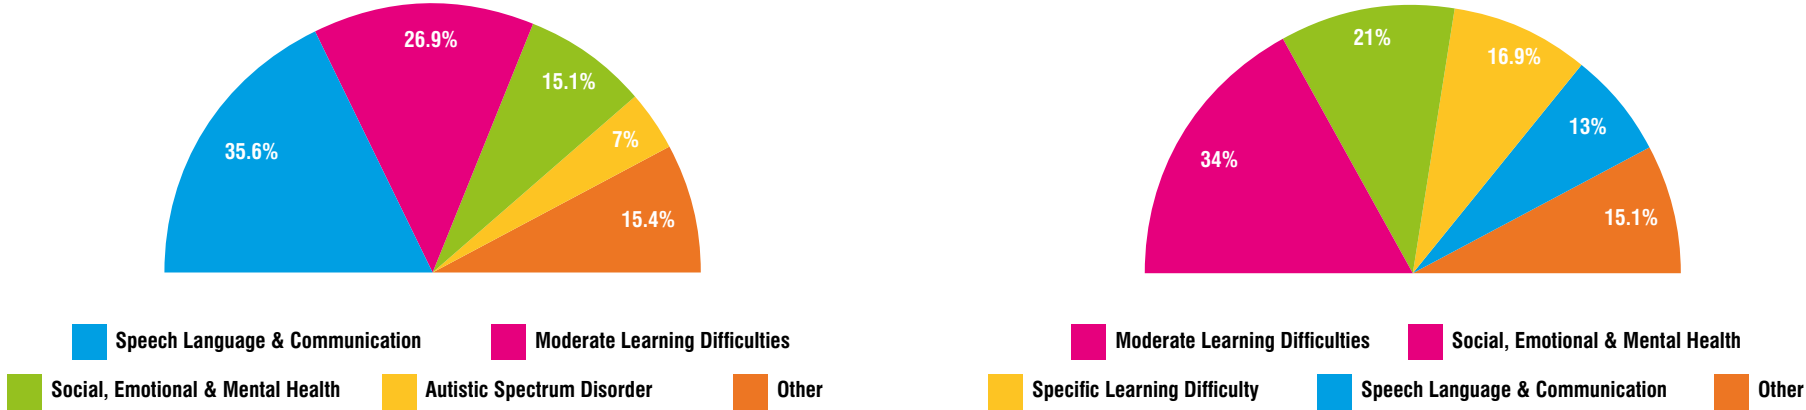 26.9%
15.1%
7%
35.6%
15.4%
Speech Language & Communication
Moderate Learning Difficulties
Social, Emotional & Mental Health
Autistic Spectrum Disorder
Other
21%
16.9%
13%
34%
15.1%
Moderate Learning Difficulties
Social, Emotional & Mental Health
Specific Learning Difficulty
Speech Language & Communication
Other